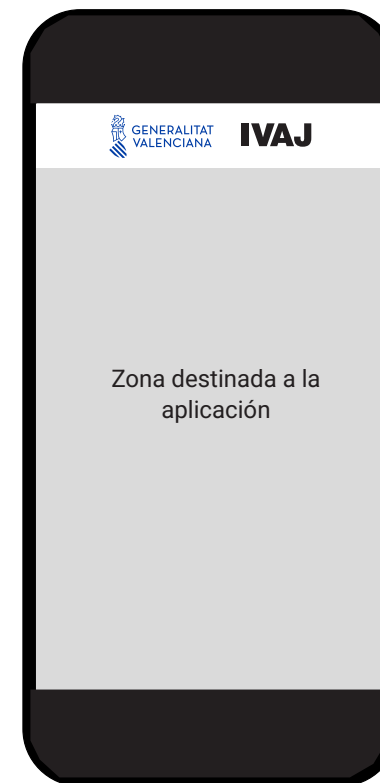 GENERALITAT
VALENCIANA
IVAJ
Zona destinada a la
aplicación